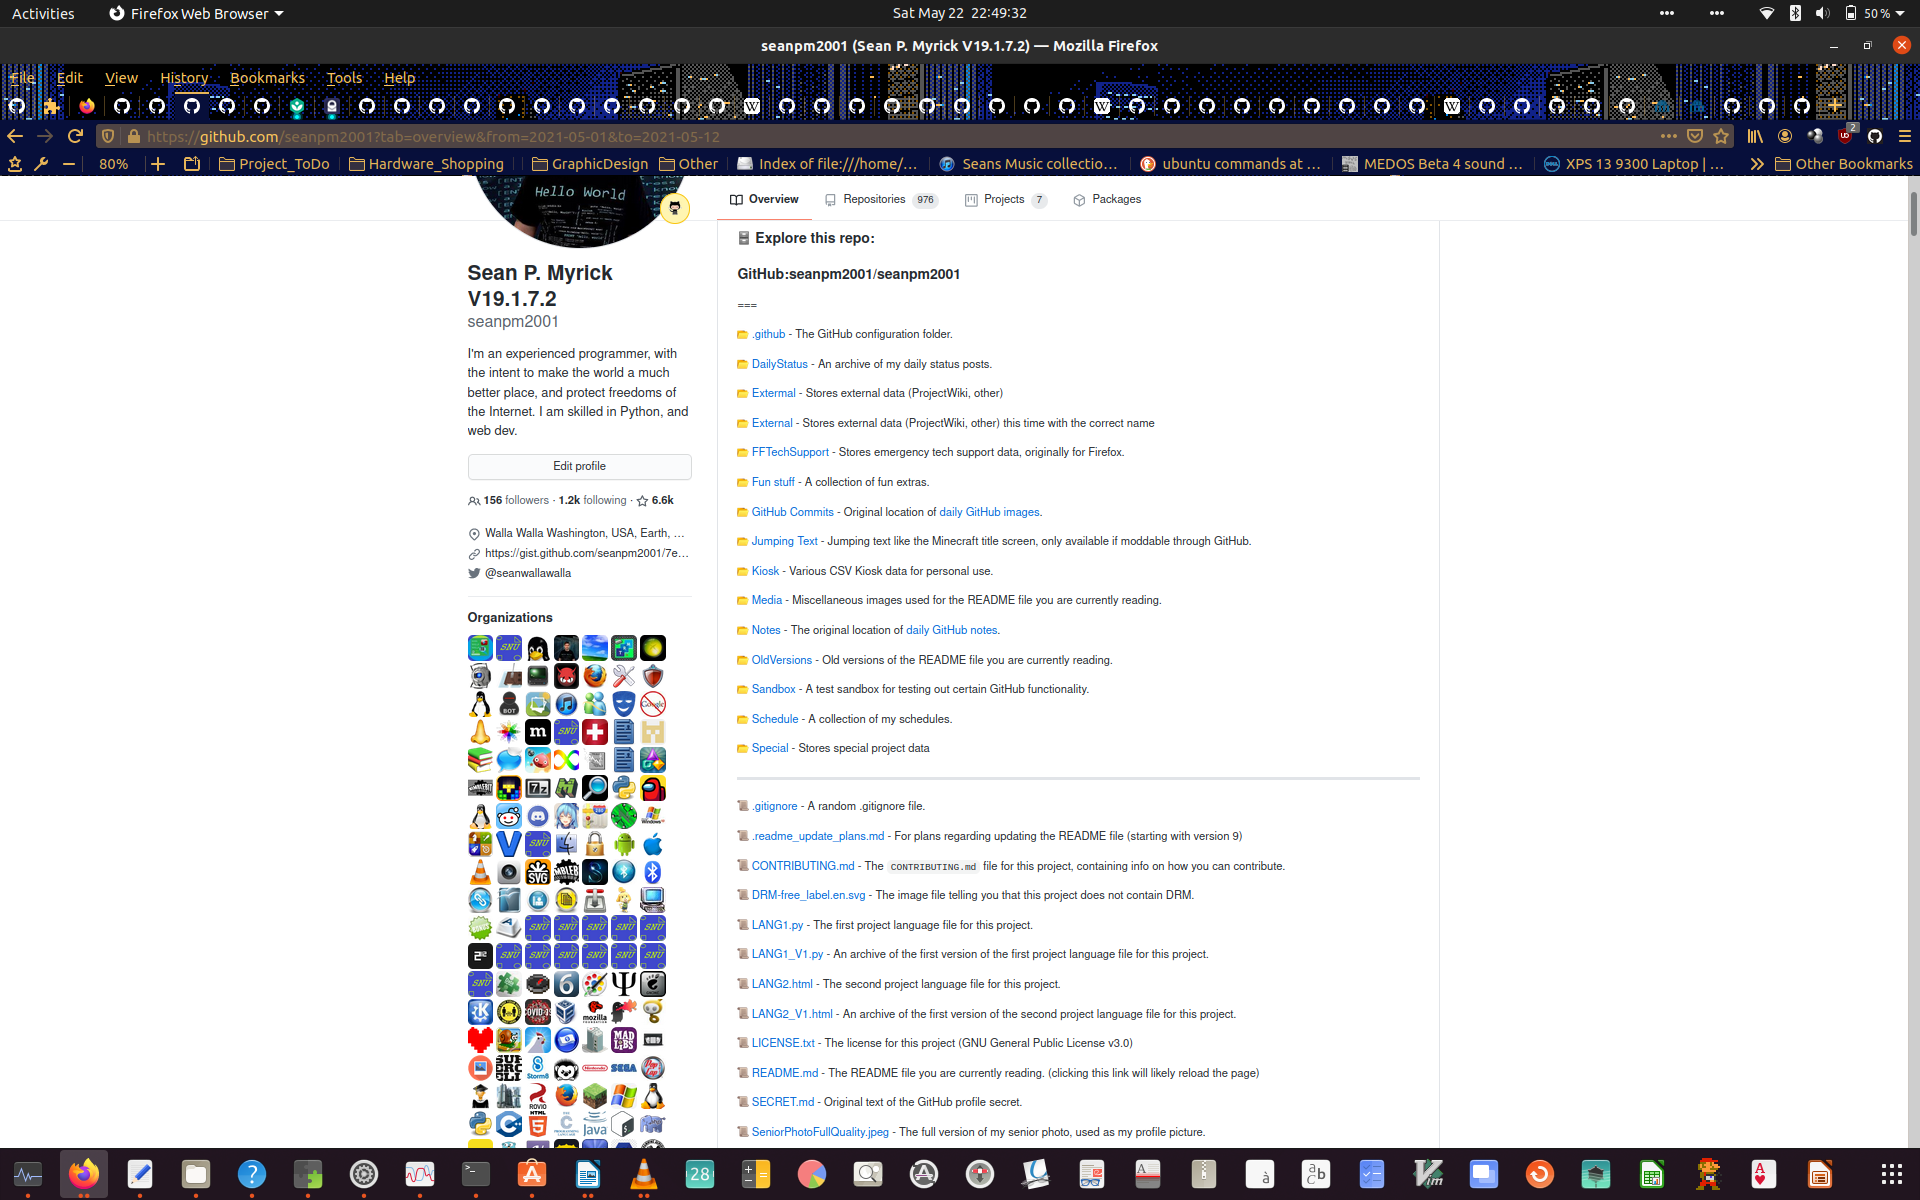 Activities
Firefox Web Browser
Sat May 22 22:49:32
50 %
seanpm2001 (Sean P. Myrick V19.1.7.2) — Mozilla Firefox
File Edit View History Bookmarks Tools Help
https://github.com/seanpm2001?tab=overview&from=2021-05-01&to=2021-05-12
2
80%
Project_ToDo
Hardware_Shopping
GraphicDesign
Other
Index of file:///home/...
Seans Music collectio...
ubuntu commands at ...
MEDOS Beta 4 sound ...
XPS 13 9300 Laptop | ...
Other Bookmarks
Hello World
Overview
Repositories 976
Projects 7
Packages
Sean P. Myrick
V19.1.7.2
seanpm2001
I'm an experienced programmer, with
the intent to make the world a much
better place, and protect freedoms of
the Internet. I am skilled in Python, and
web dev.
Edit profile
156 followers · 1.2k following · 6.6k
Walla Walla Washington, USA, Earth, ...
https://gist.github.com/seanpm2001/7e...
@seanwallawalla
Organizations
Explore this repo:
GitHub:seanpm2001/seanpm2001
===
.github - The GitHub configuration folder.
DailyStatus - An archive of my daily status posts.
Extermal - Stores external data (ProjectWiki, other)
External - Stores external data (ProjectWiki, other) this time with the correct name
FFTechSupport - Stores emergency tech support data, originally for Firefox.
Fun stuff - A collection of fun extras.
GitHub Commits - Original location of daily GitHub images.
Jumping Text - Jumping text like the Minecraft title screen, only available if moddable through GitHub.
Kiosk - Various CSV Kiosk data for personal use.
Media - Miscellaneous images used for the README file you are currently reading.
Notes - The original location of daily GitHub notes.
OldVersions - Old versions of the README file you are currently reading.
Sandbox - A test sandbox for testing out certain GitHub functionality.
Schedule - A collection of my schedules.
Special - Stores special project data
.gitignore - A random .gitignore file.
.readme_update_plans.md - For plans regarding updating the README file (starting with version 9)
CONTRIBUTING.md - The CONTRIBUTING.md file for this project, containing info on how you can contribute.
DRM-free_label.en.svg - The image file telling you that this project does not contain DRM.
LANG1.py - The first project language file for this project.
LANG1_V1.py - An archive of the first version of the first project language file for this project.
LANG2.html - The second project language file for this project.
LANG2_V1.html - An archive of the first version of the second project language file for this project.
LICENSE.txt - The license for this project (GNU General Public License v3.0)
README.md - The README file you are currently reading. (clicking this link will likely reload the page)
SECRET.md - Original text of the GitHub profile secret.
SeniorPhotoFullQuality.jpeg - The full version of my senior photo, used as my profile picture.
28